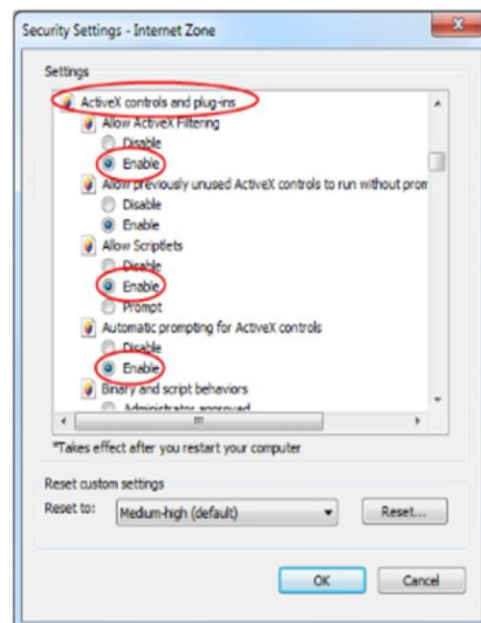 Security Settings - Internet Zone
Settings
ActiveX controls and plug-ins
Allow ActiveX Filtering
Disable
Enable
Allow previously unused ActiveX controls to run without prom
Disable
Enable
Allow Scriptlets
Disable
Enable
Prompt
Automatic prompting for ActiveX controls
Disable
Enable
Binary and script behaviors
Administrator approved
*Takes effect after you restart your computer
Reset custom settings
Reset to:
Medium-high (default)
Reset...
OK
Cancel